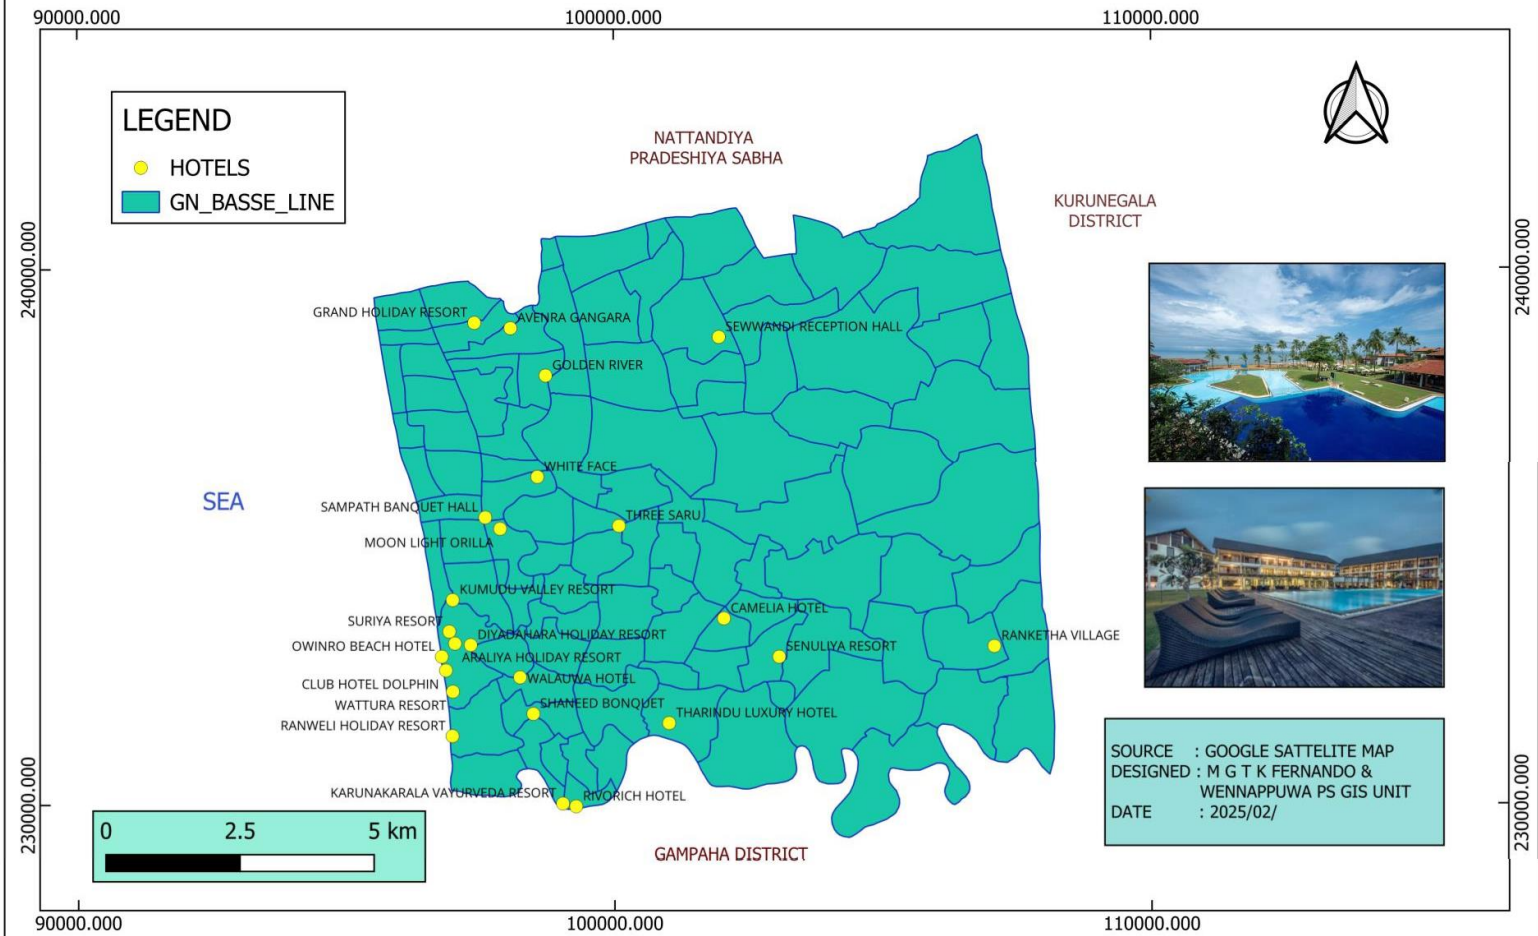 90000.000
100000.000
110000.000
LEGEND
HOTELS
GN_BASSE_LINE
NATTANDIYA
PRADESHIYA SABHA
KURUNEGALA
DISTRICT
240000.000
240000.000
GRAND HOLIDAY RESORT
AVENRA GANGARA
SEWWANDI RECEPTION HALL
GOLDEN RIVER
WHITE FACE
SEA
SAMPATH BANQUET HALL
THREE SARU
MOON LIGHT ORILLA
KUMUDU VALLEY RESORT
CAMELIA HOTEL
SURIYA RESORT
DIYADAHARA HOLIDAY RESORT
RANKETHA VILLAGE
OWINRO BEACH HOTEL
SENULIYA RESORT
ARALIYA HOLIDAY RESORT
WALAUWA HOTEL
CLUB HOTEL DOLPHIN
WATTURA RESORT
SHANEED BONQUET
THARINDU LUXURY HOTEL
RANWELI HOLIDAY RESORT
KARUNAKARALA VAYURVEDA RESORT
RIVORICH HOTEL
230000.000
230000.000
SOURCE : GOOGLE SATTELITE MAP
DESIGNED : M G T K FERNANDO &
WENNAPPUWA PS GIS UNIT
DATE : 2025/02/
0 2.5 5 km
GAMPAHA DISTRICT
90000.000
100000.000
110000.000